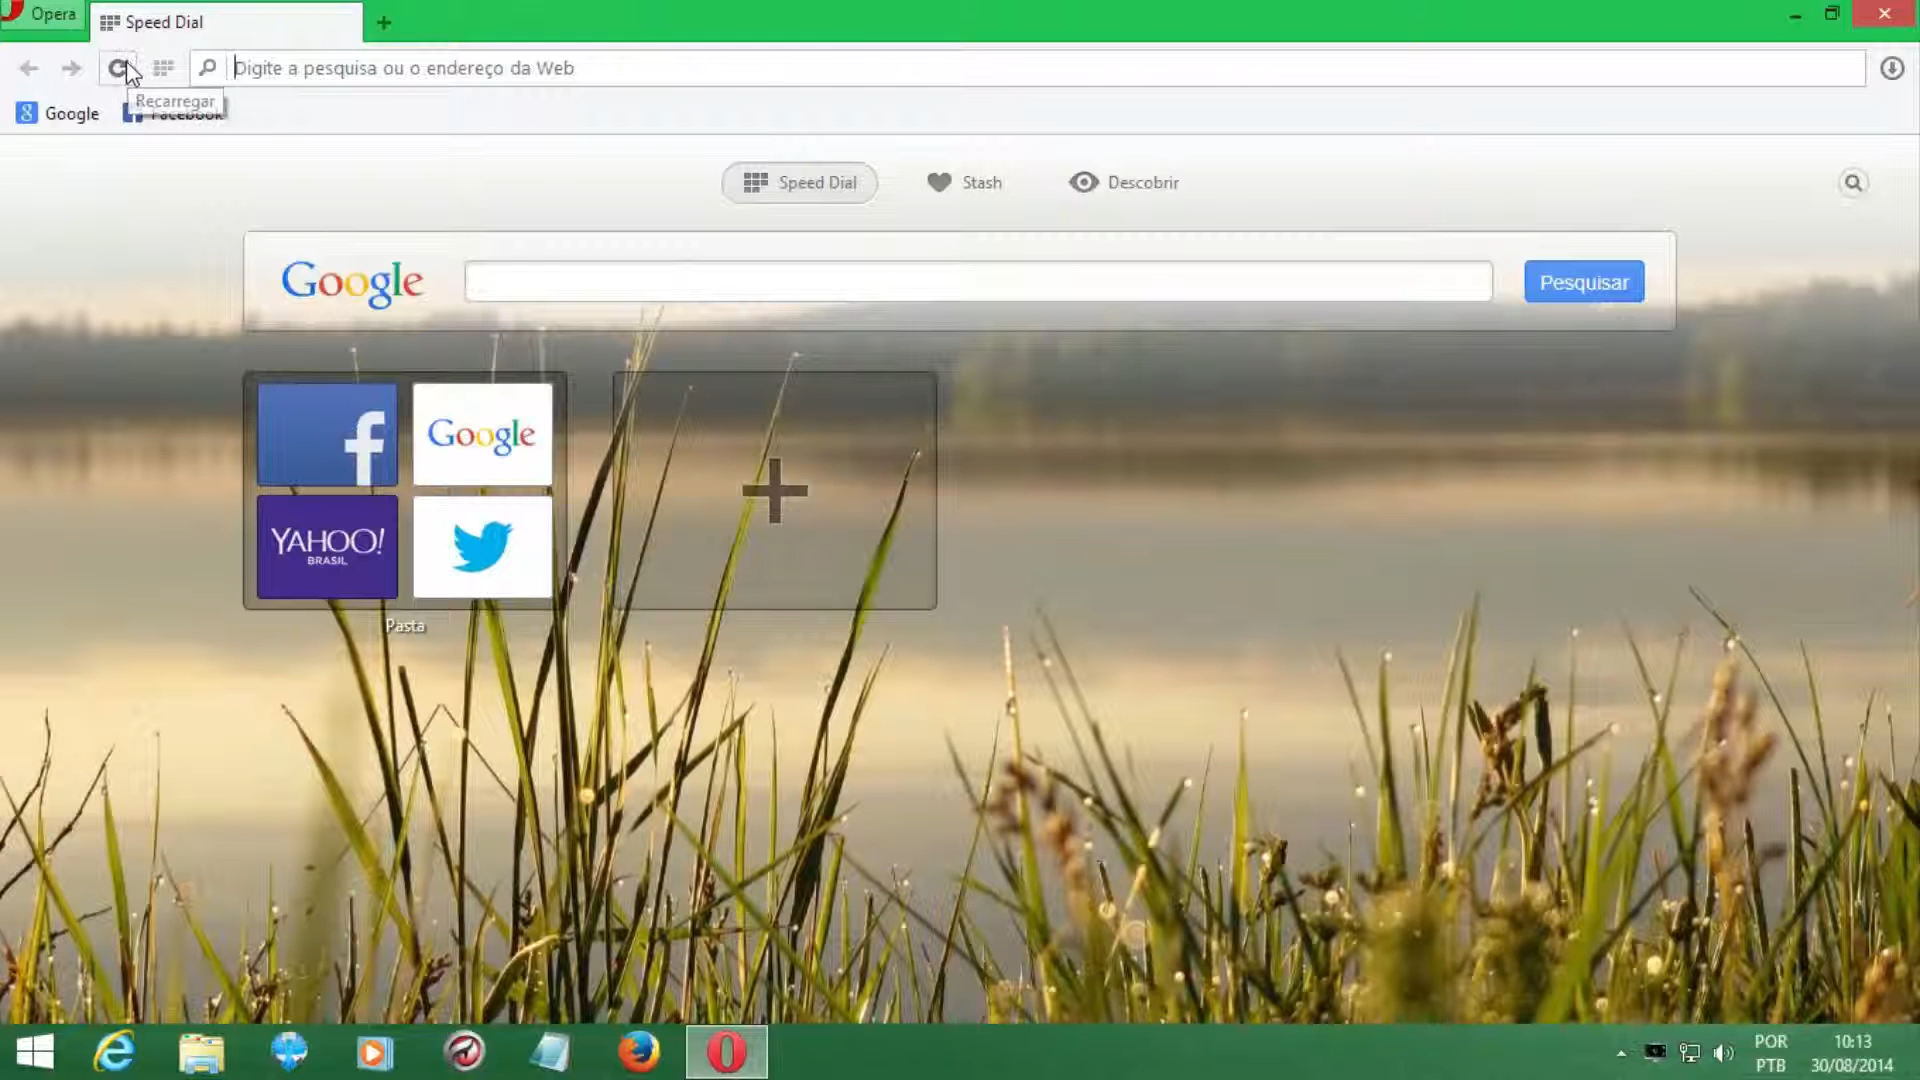 Opera
Speed Dial
Digite a pesquisa ou o endereço da Web
Recarregar
Google
Facebook
Speed Dial
Stash
Descobrir
Google
Pesquisar
Google
YAHOO!
BRASIL
Pasta
POR
10:13
PTB
30/08/2014